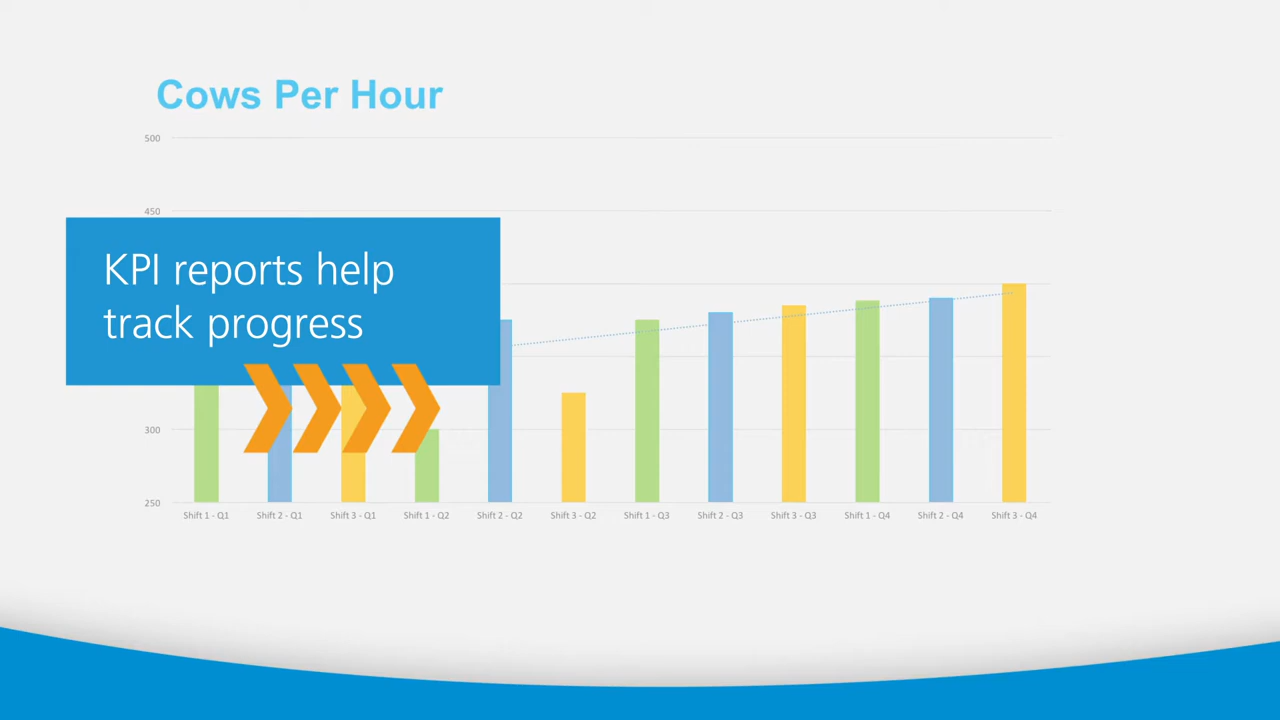 Cows Per Hour
500
450
KPI reports help
track progress
300
250
Shift 1 - Q1
Shift 2 - Q1
Shift 3 - Q1
Shift 1 - Q2
Shift 2 - Q2
Shift 3 - Q2
Shift 1 - Q3
Shift 2 - Q3
Shift 3 - Q3
Shift 1 - Q4
Shift 2 - Q4
Shift 3 - Q4